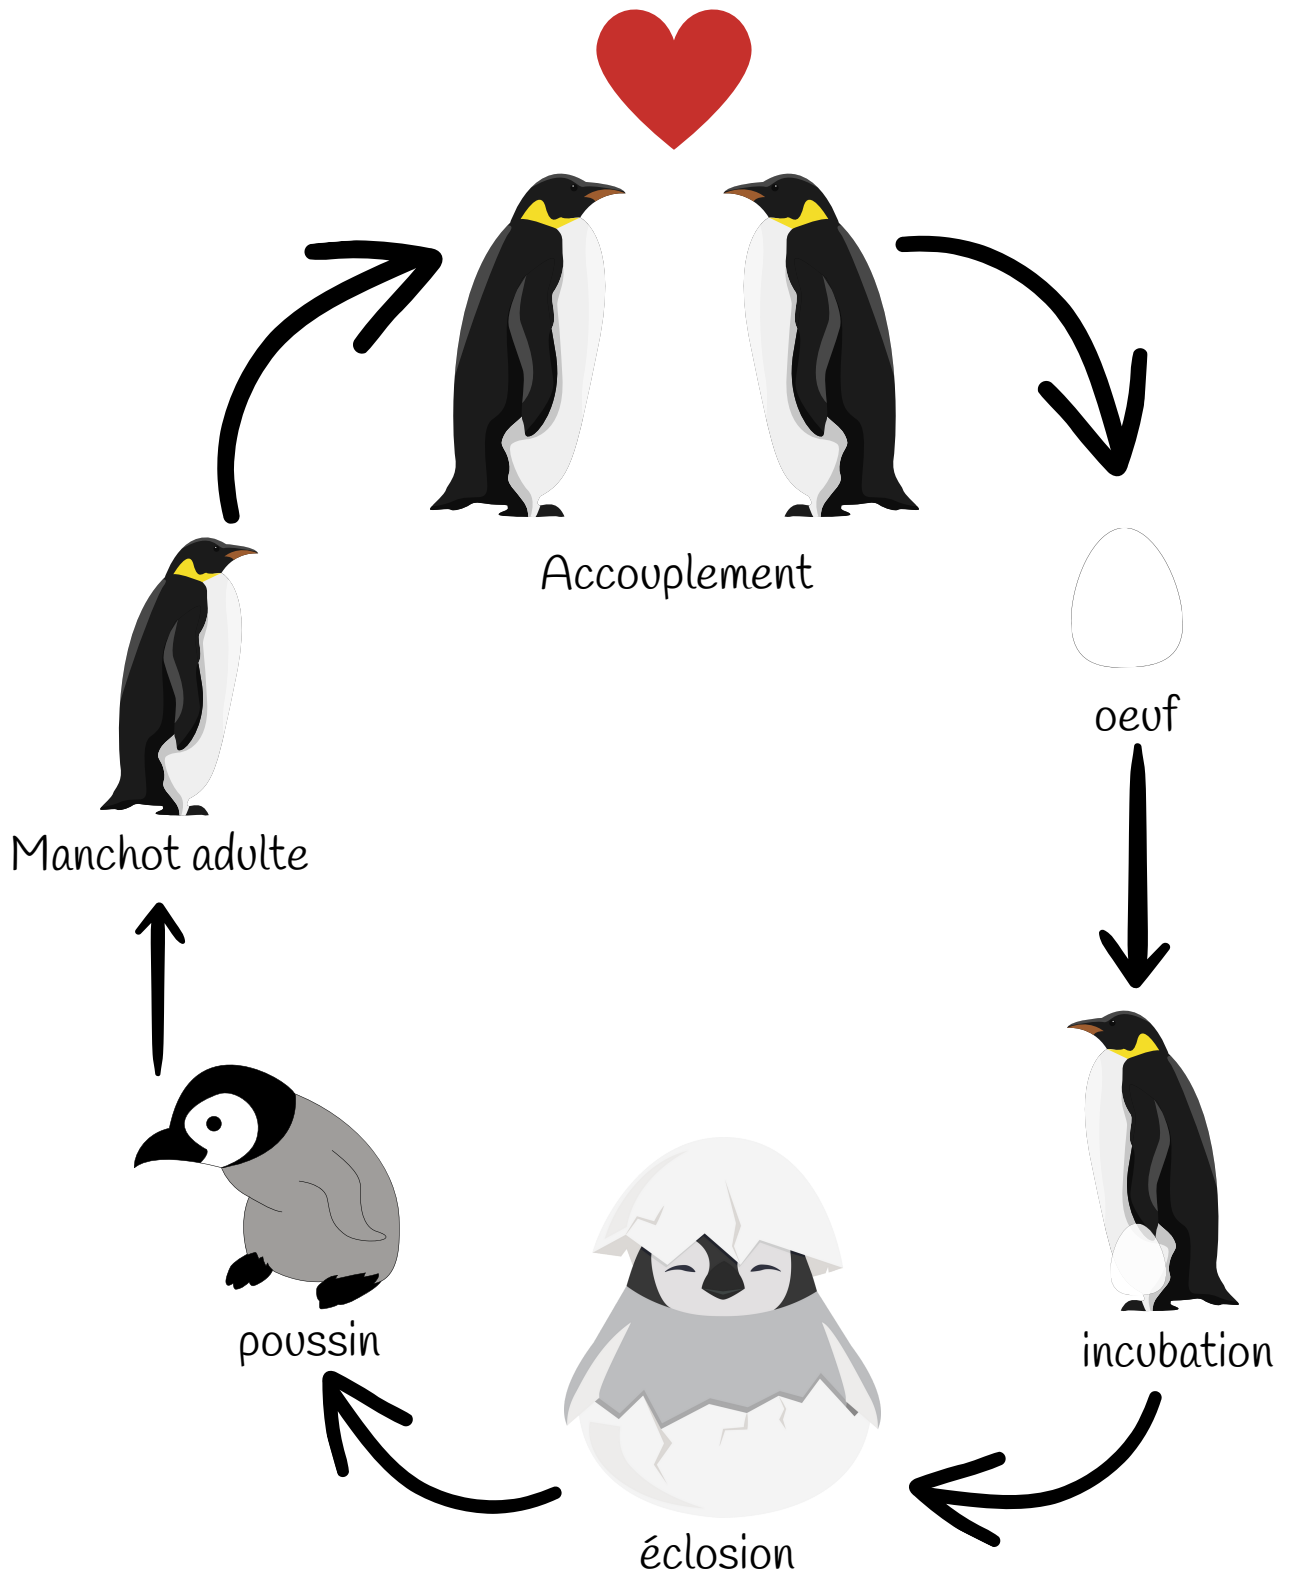 Accouplement
oeuf
incubation
éclosion
poussin
Manchot adulte